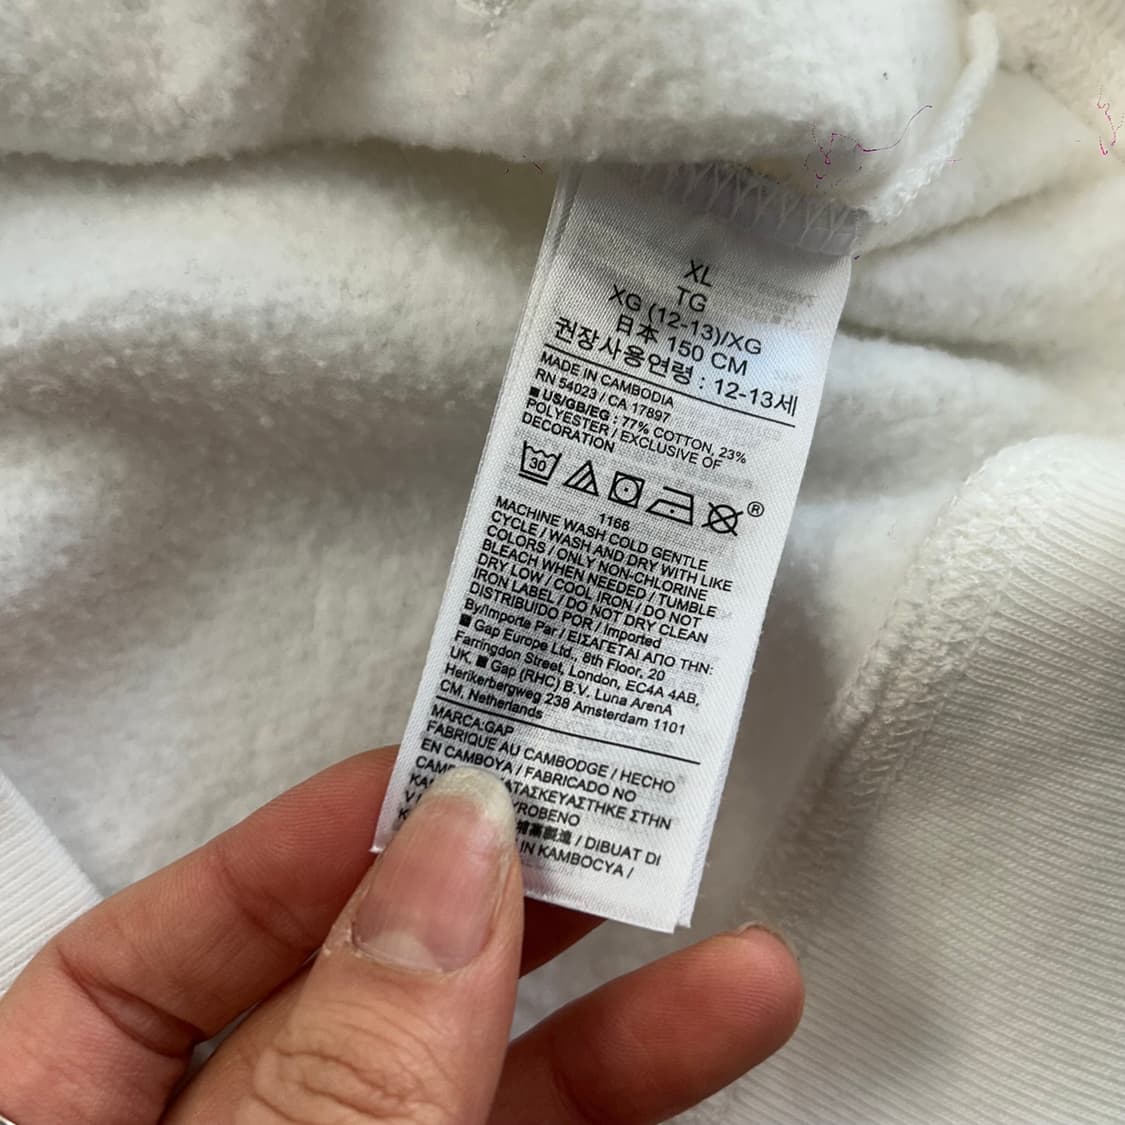 XL
TG
XG (12-13)/XG
日本 150 CM
권장사용연령 : 12-13세
MADE IN CAMBODIA
RN 54023 / CA 17897
■ US/GB/EG : 77% COTTON, 23%
POLYESTER / EXCLUSIVE OF
DECORATION
30
®
1166
MACHINE WASH COLD GENTLE
CYCLE / WASH AND DRY WITH LIKE
COLORS / ONLY NON-CHLORINE
BLEACH WHEN NEEDED / TUMBLE
DRY LOW / COOL IRON / DO NOT
IRON LABEL / DO NOT DRY CLEAN
DISTRIBUIDO POR / Imported
By/Importe Par / ΕΙΣΑΓΕΤΑΙ ΑΠΟ ΤΗΝ:
■ Gap Europe Ltd., 8th Floor, 20
Farringdon Street, London, EC4A 4AB,
UK, ■ Gap (RHC) B.V. Luna ArenA
Herikerbergweg 238 Amsterdam 1101
CM, Netherlands
MARCA:GAP
FABRIQUE AU CAMBODGE / HECHO
EN CAMBOYA / FABRICADO NO
ΣΤΗΝ
/ DIBUAT DI
IN KAMBOCYA /